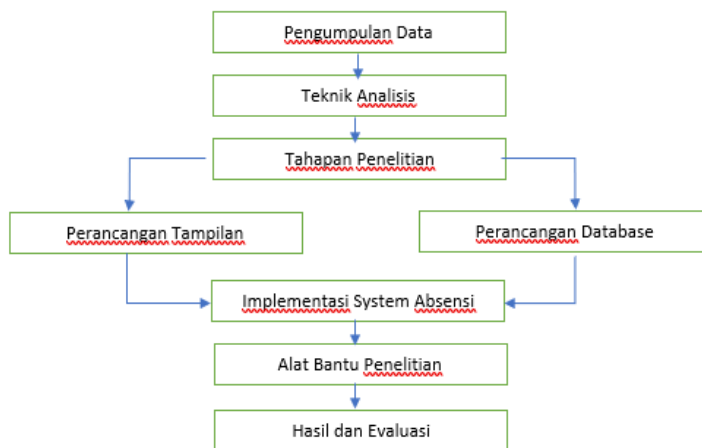 Pengumpulan Data
Teknik Analisis
Tahapan Penelitian
Perancangan Tampilan
Perancangan Database
Implementasi System Absensi
Alat Bantu Penelitian
Hasil dan Evaluasi